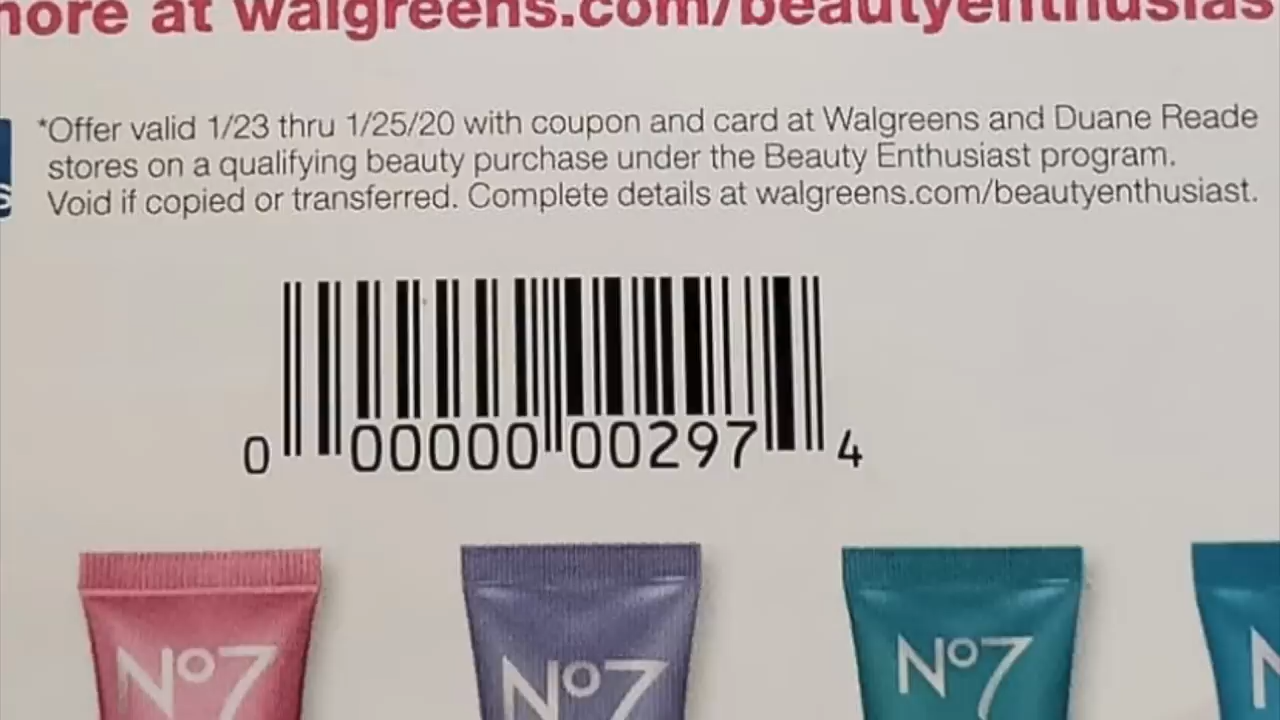 more at walgreens.com/beautyenthusias
*Offer valid 1/23 thru 1/25/20 with coupon and card at Walgreens and Duane Reade
stores on a qualifying beauty purchase under the Beauty Enthusiast program.
Void if copied or transferred. Complete details at walgreens.com/beautyenthusiast.
0 00000 00297 4
Nº7 Nº7 Nº7